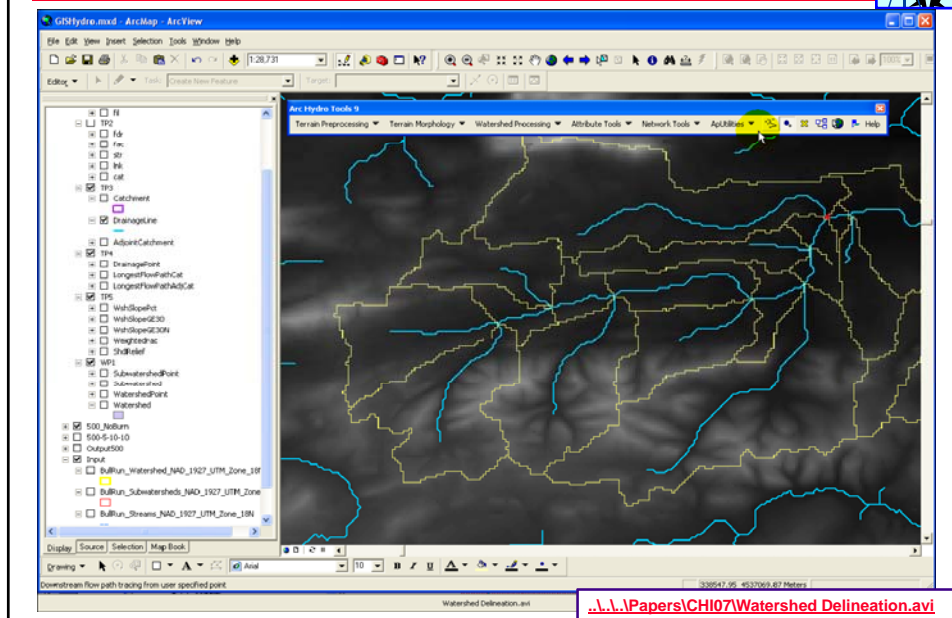 GISHydro.mxd - ArcMap - ArcView
File Edit View Insert Selection Tools Window Help
1:28,731
100%
Editor Task: Create New Feature Target:
Arc Hydro Tools 9
Terrain Preprocessing Terrain Morphology Watershed Processing Attribute Tools Network Tools ApUtilities Help
fil
TP2
fdr
fac
str
lnk
cat
TP3
Catchment
DrainageLine
AdjointCatchment
TP4
DrainagePoint
LongestFlowPathCat
LongestFlowPathAdjCat
TP5
WshSlopePct
WshSlopeGE30
WshSlopeGE30N
WeightedFac
ShdRelief
WP1
SubwatershedPoint
Subwatershed
WatershedPoint
Watershed
500_NoBurn
500-5-10-10
Output500
Input
BullRun_Watershed_NAD_1927_UTM_Zone_18
BullRun_Subwatersheds_NAD_1927_UTM_Zone
BullRun_Streams_NAD_1927_UTM_Zone_18N
Display Source Selection Map Book
Drawing A Arial 10 B I U A
Downstream flow path tracing from user specified point
338547.95 4537069.87 Meters
Watershed Delineation.avi
..\..\..\Papers\CHI07\Watershed Delineation.avi